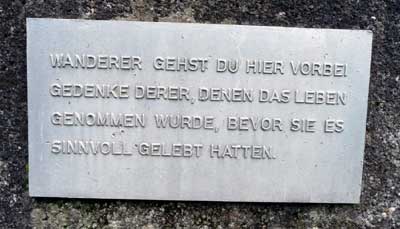 WANDERER GEHST DU HIER VORBEI
GEDENKE DERER, DENEN DAS LEBEN
GENOMMEN WURDE, BEVOR SIE ES
SINNVOLL GELEBT HATTEN.